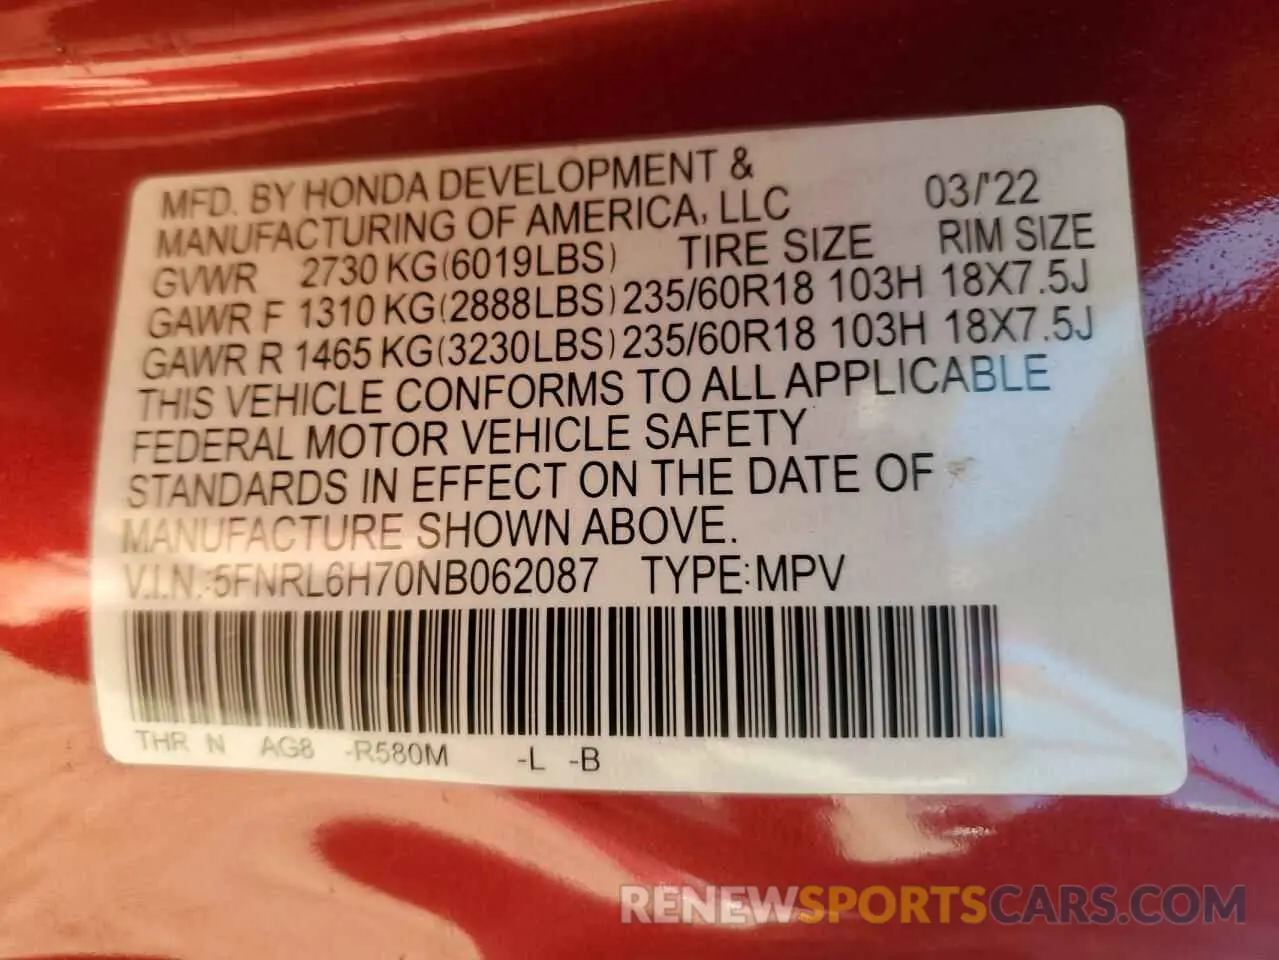 MFD. BY HONDA DEVELOPMENT &
MANUFACTURING OF AMERICA, LLC 03/'22
GVWR 2730 KG(6019LBS) TIRE SIZE RIM SIZE
GAWR F 1310 KG(2888LBS) 235/60R18 103H 18X7.5J
GAWR R 1465 KG(3230LBS) 235/60R18 103H 18X7.5J
THIS VEHICLE CONFORMS TO ALL APPLICABLE
FEDERAL MOTOR VEHICLE SAFETY
STANDARDS IN EFFECT ON THE DATE OF
MANUFACTURE SHOWN ABOVE.
V.I.N.:5FNRL6H70NB062087 TYPE:MPV
THR N AG8 -R580M -L -B
RENEWSPORTSCARS.COM